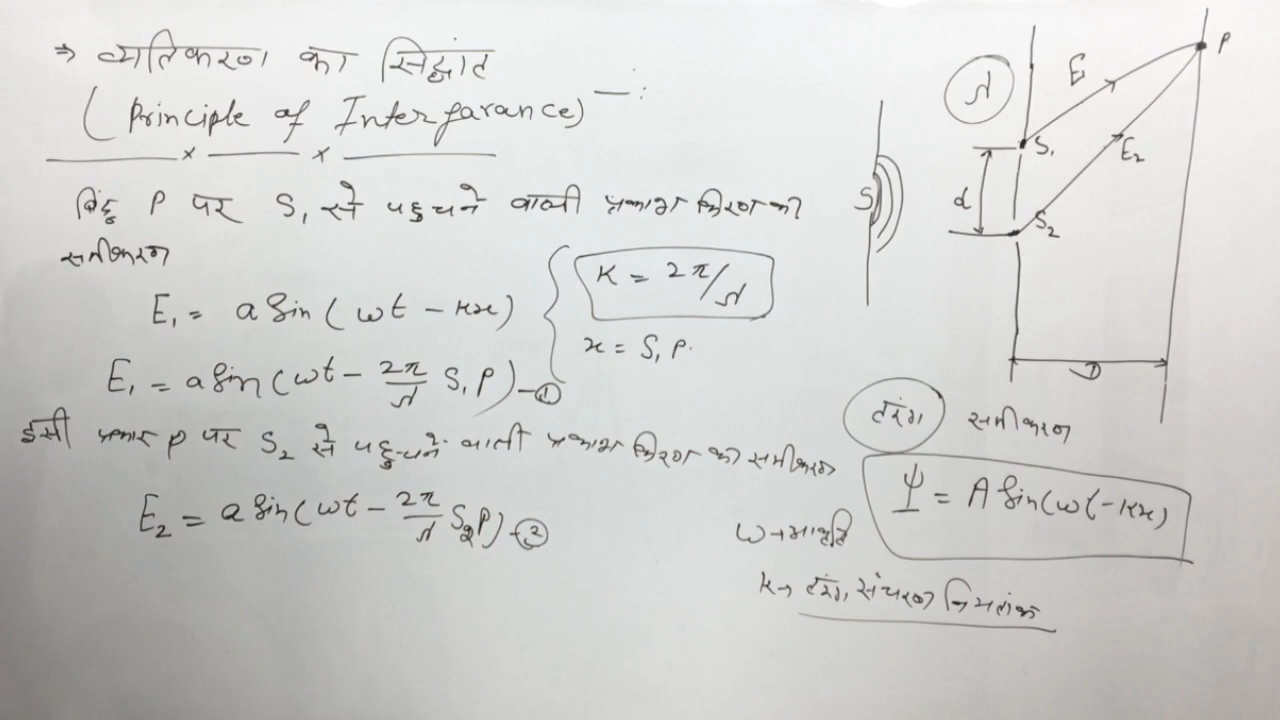 ⇒ व्यतिकरण का सिद्धांत
(Principle of Interfarance) —:
बिंदु P पर S₁ से पहुचने वाली प्रकाश किरण का
समीकरण
E₁ = a Sin(ωt - kx)
K = 2π/λ
x = S₁P.
E₁ = a Sin(ωt - 2π/λ S₁P) -①
इसी प्रकार P पर S₂ से पहुचने वाली प्रकाश किरण का समीकरण
E₂ = a Sin(ωt - 2π/λ S₂P) -②
S
λ
E
P
S₁
E₂
d
S₂
D
तरंग समीकरण
Ψ = A Sin(ωt - kx)
ω → आवृति
K → तरंग संचरण नियतांक